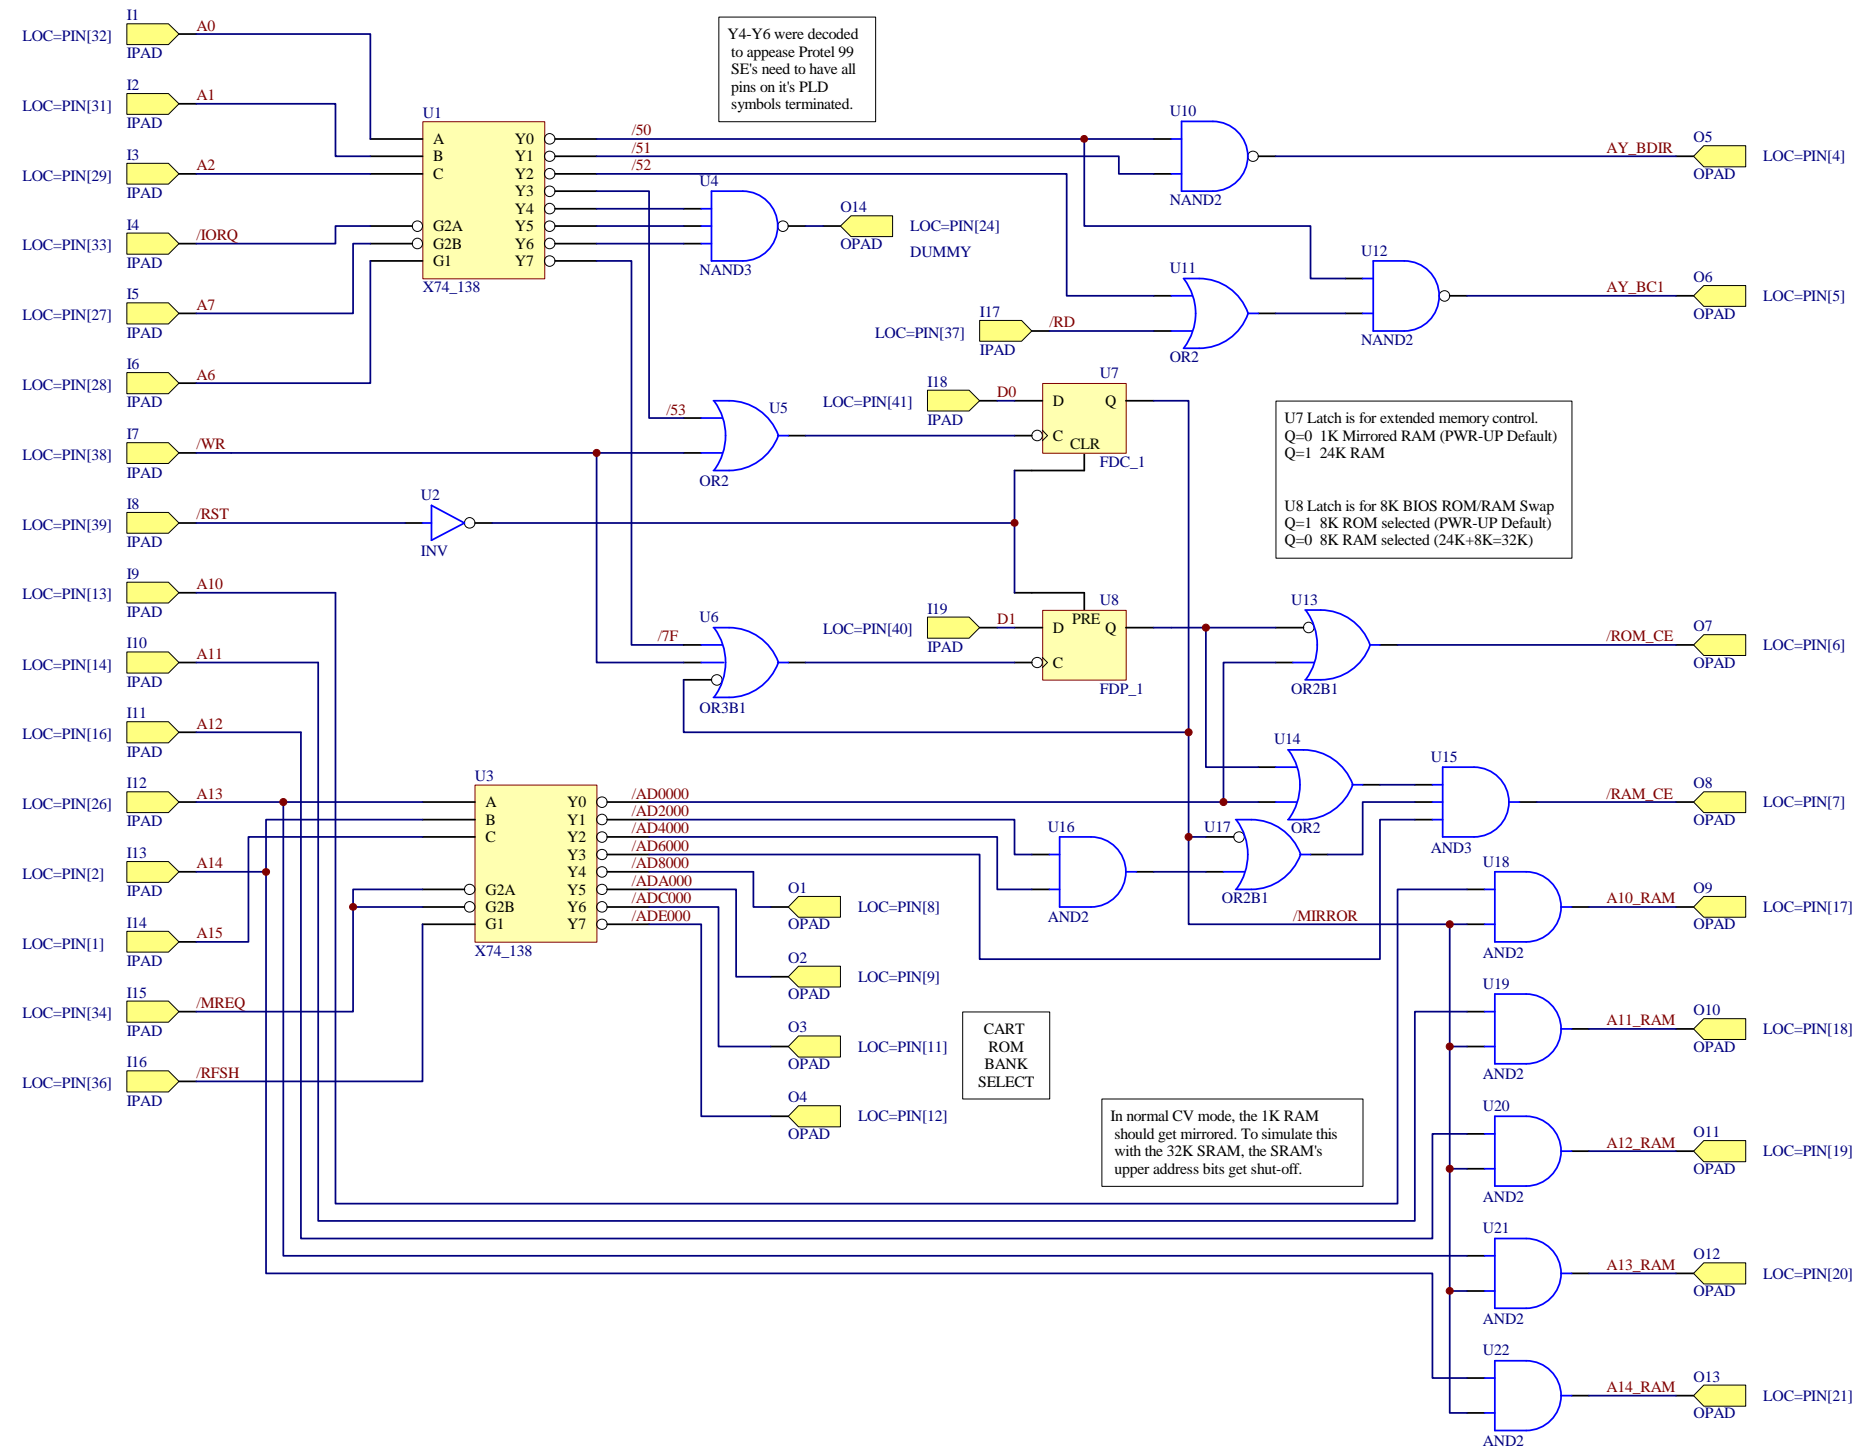 I1
LOC=PIN[32]
A0
IPAD
I2
LOC=PIN[31]
A1
IPAD
I3
LOC=PIN[29]
A2
IPAD
I4
LOC=PIN[33]
/IORQ
IPAD
I5
LOC=PIN[27]
A7
IPAD
I6
LOC=PIN[28]
A6
IPAD
I7
LOC=PIN[38]
/WR
IPAD
I8
LOC=PIN[39]
/RST
IPAD
I9
LOC=PIN[13]
A10
IPAD
I10
LOC=PIN[14]
A11
IPAD
I11
LOC=PIN[16]
A12
IPAD
I12
LOC=PIN[26]
A13
IPAD
I13
LOC=PIN[2]
A14
IPAD
I14
LOC=PIN[1]
A15
IPAD
I15
LOC=PIN[34]
/MREQ
IPAD
I16
LOC=PIN[36]
/RFSH
IPAD
U1
A
B
C
G2A
G2B
G1
Y0
Y1
Y2
Y3
Y4
Y5
Y6
Y7
X74_138
/50
/51
/52
Y4-Y6 were decoded
to appease Protel 99
SE's need to have all
pins on it's PLD
symbols terminated.
U4
NAND3
O14
OPAD
LOC=PIN[24]
DUMMY
U10
NAND2
AY_BDIR
O5
OPAD
LOC=PIN[4]
U11
OR2
I17
LOC=PIN[37]
/RD
IPAD
U12
NAND2
AY_BC1
O6
OPAD
LOC=PIN[5]
/53
U5
OR2
I18
LOC=PIN[41]
D0
IPAD
U7
D
Q
C
CLR
FDC_1
U7 Latch is for extended memory control.
Q=0 1K Mirrored RAM (PWR-UP Default)
Q=1 24K RAM
U8 Latch is for 8K BIOS ROM/RAM Swap
Q=1 8K ROM selected (PWR-UP Default)
Q=0 8K RAM selected (24K+8K=32K)
U2
INV
/7F
U6
OR3B1
I19
LOC=PIN[40]
D1
IPAD
U8
D
PRE
Q
C
FDP_1
U13
OR2B1
/ROM_CE
O7
OPAD
LOC=PIN[6]
U3
A
B
C
G2A
G2B
G1
Y0
Y1
Y2
Y3
Y4
Y5
Y6
Y7
X74_138
/AD0000
/AD2000
/AD4000
/AD6000
/AD8000
/ADA000
/ADC000
/ADE000
U14
OR2
U15
AND3
/RAM_CE
O8
OPAD
LOC=PIN[7]
U16
AND2
U17
OR2B1
/MIRROR
O1
OPAD
LOC=PIN[8]
O2
OPAD
LOC=PIN[9]
O3
OPAD
LOC=PIN[11]
O4
OPAD
LOC=PIN[12]
CART
ROM
BANK
SELECT
U18
AND2
A10_RAM
O9
OPAD
LOC=PIN[17]
U19
AND2
A11_RAM
O10
OPAD
LOC=PIN[18]
In normal CV mode, the 1K RAM
should get mirrored. To simulate this
with the 32K SRAM, the SRAM's
upper address bits get shut-off.
U20
AND2
A12_RAM
O11
OPAD
LOC=PIN[19]
U21
AND2
A13_RAM
O12
OPAD
LOC=PIN[20]
U22
AND2
A14_RAM
O13
OPAD
LOC=PIN[21]